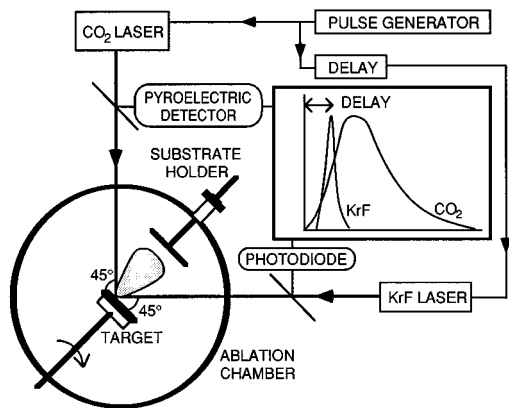 CO2 LASER
PULSE GENERATOR
DELAY
PYROELECTRIC
DETECTOR
DELAY
SUBSTRATE
HOLDER
KrF
CO2
PHOTODIODE
45°
45°
KrF LASER
TARGET
ABLATION
CHAMBER